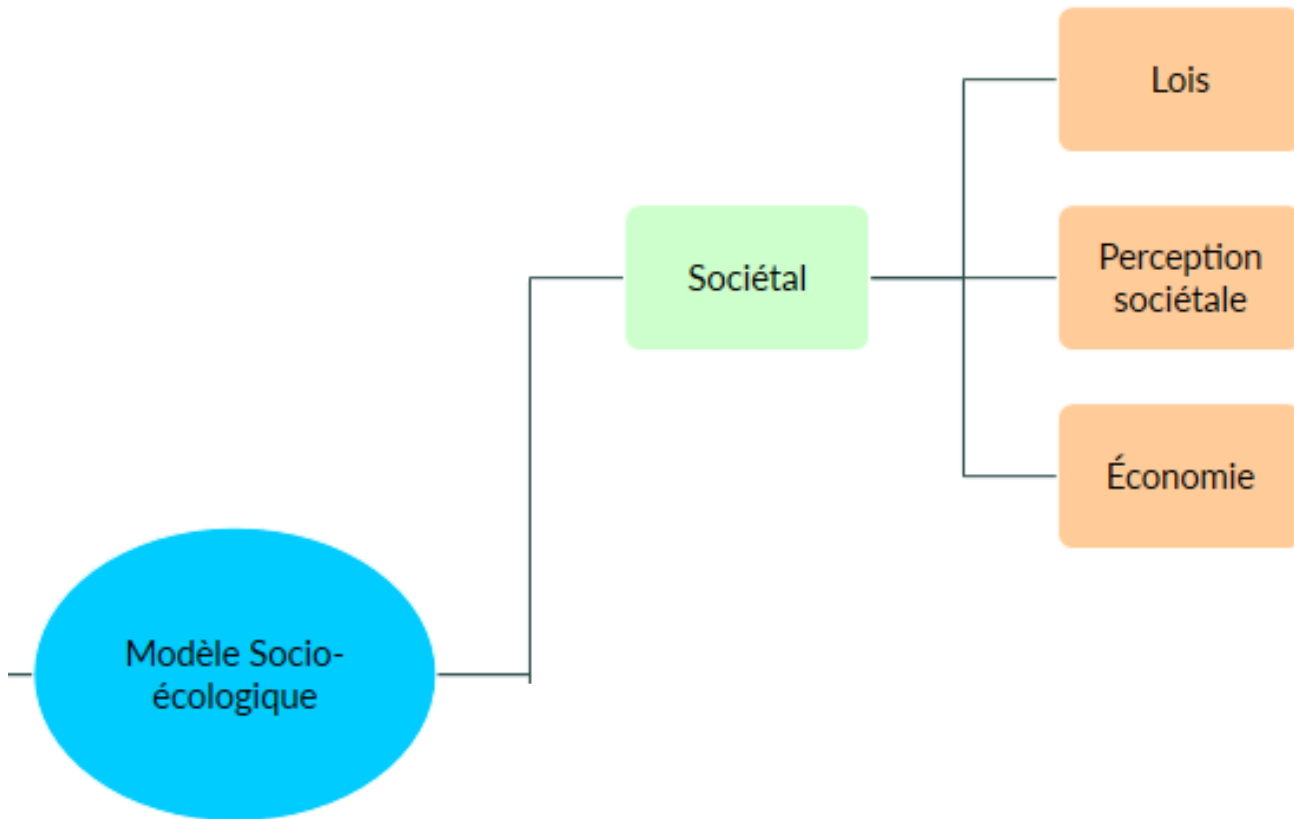 Lois
Perception
sociétale
Sociétal
Économie
Modèle Socio-
écologique